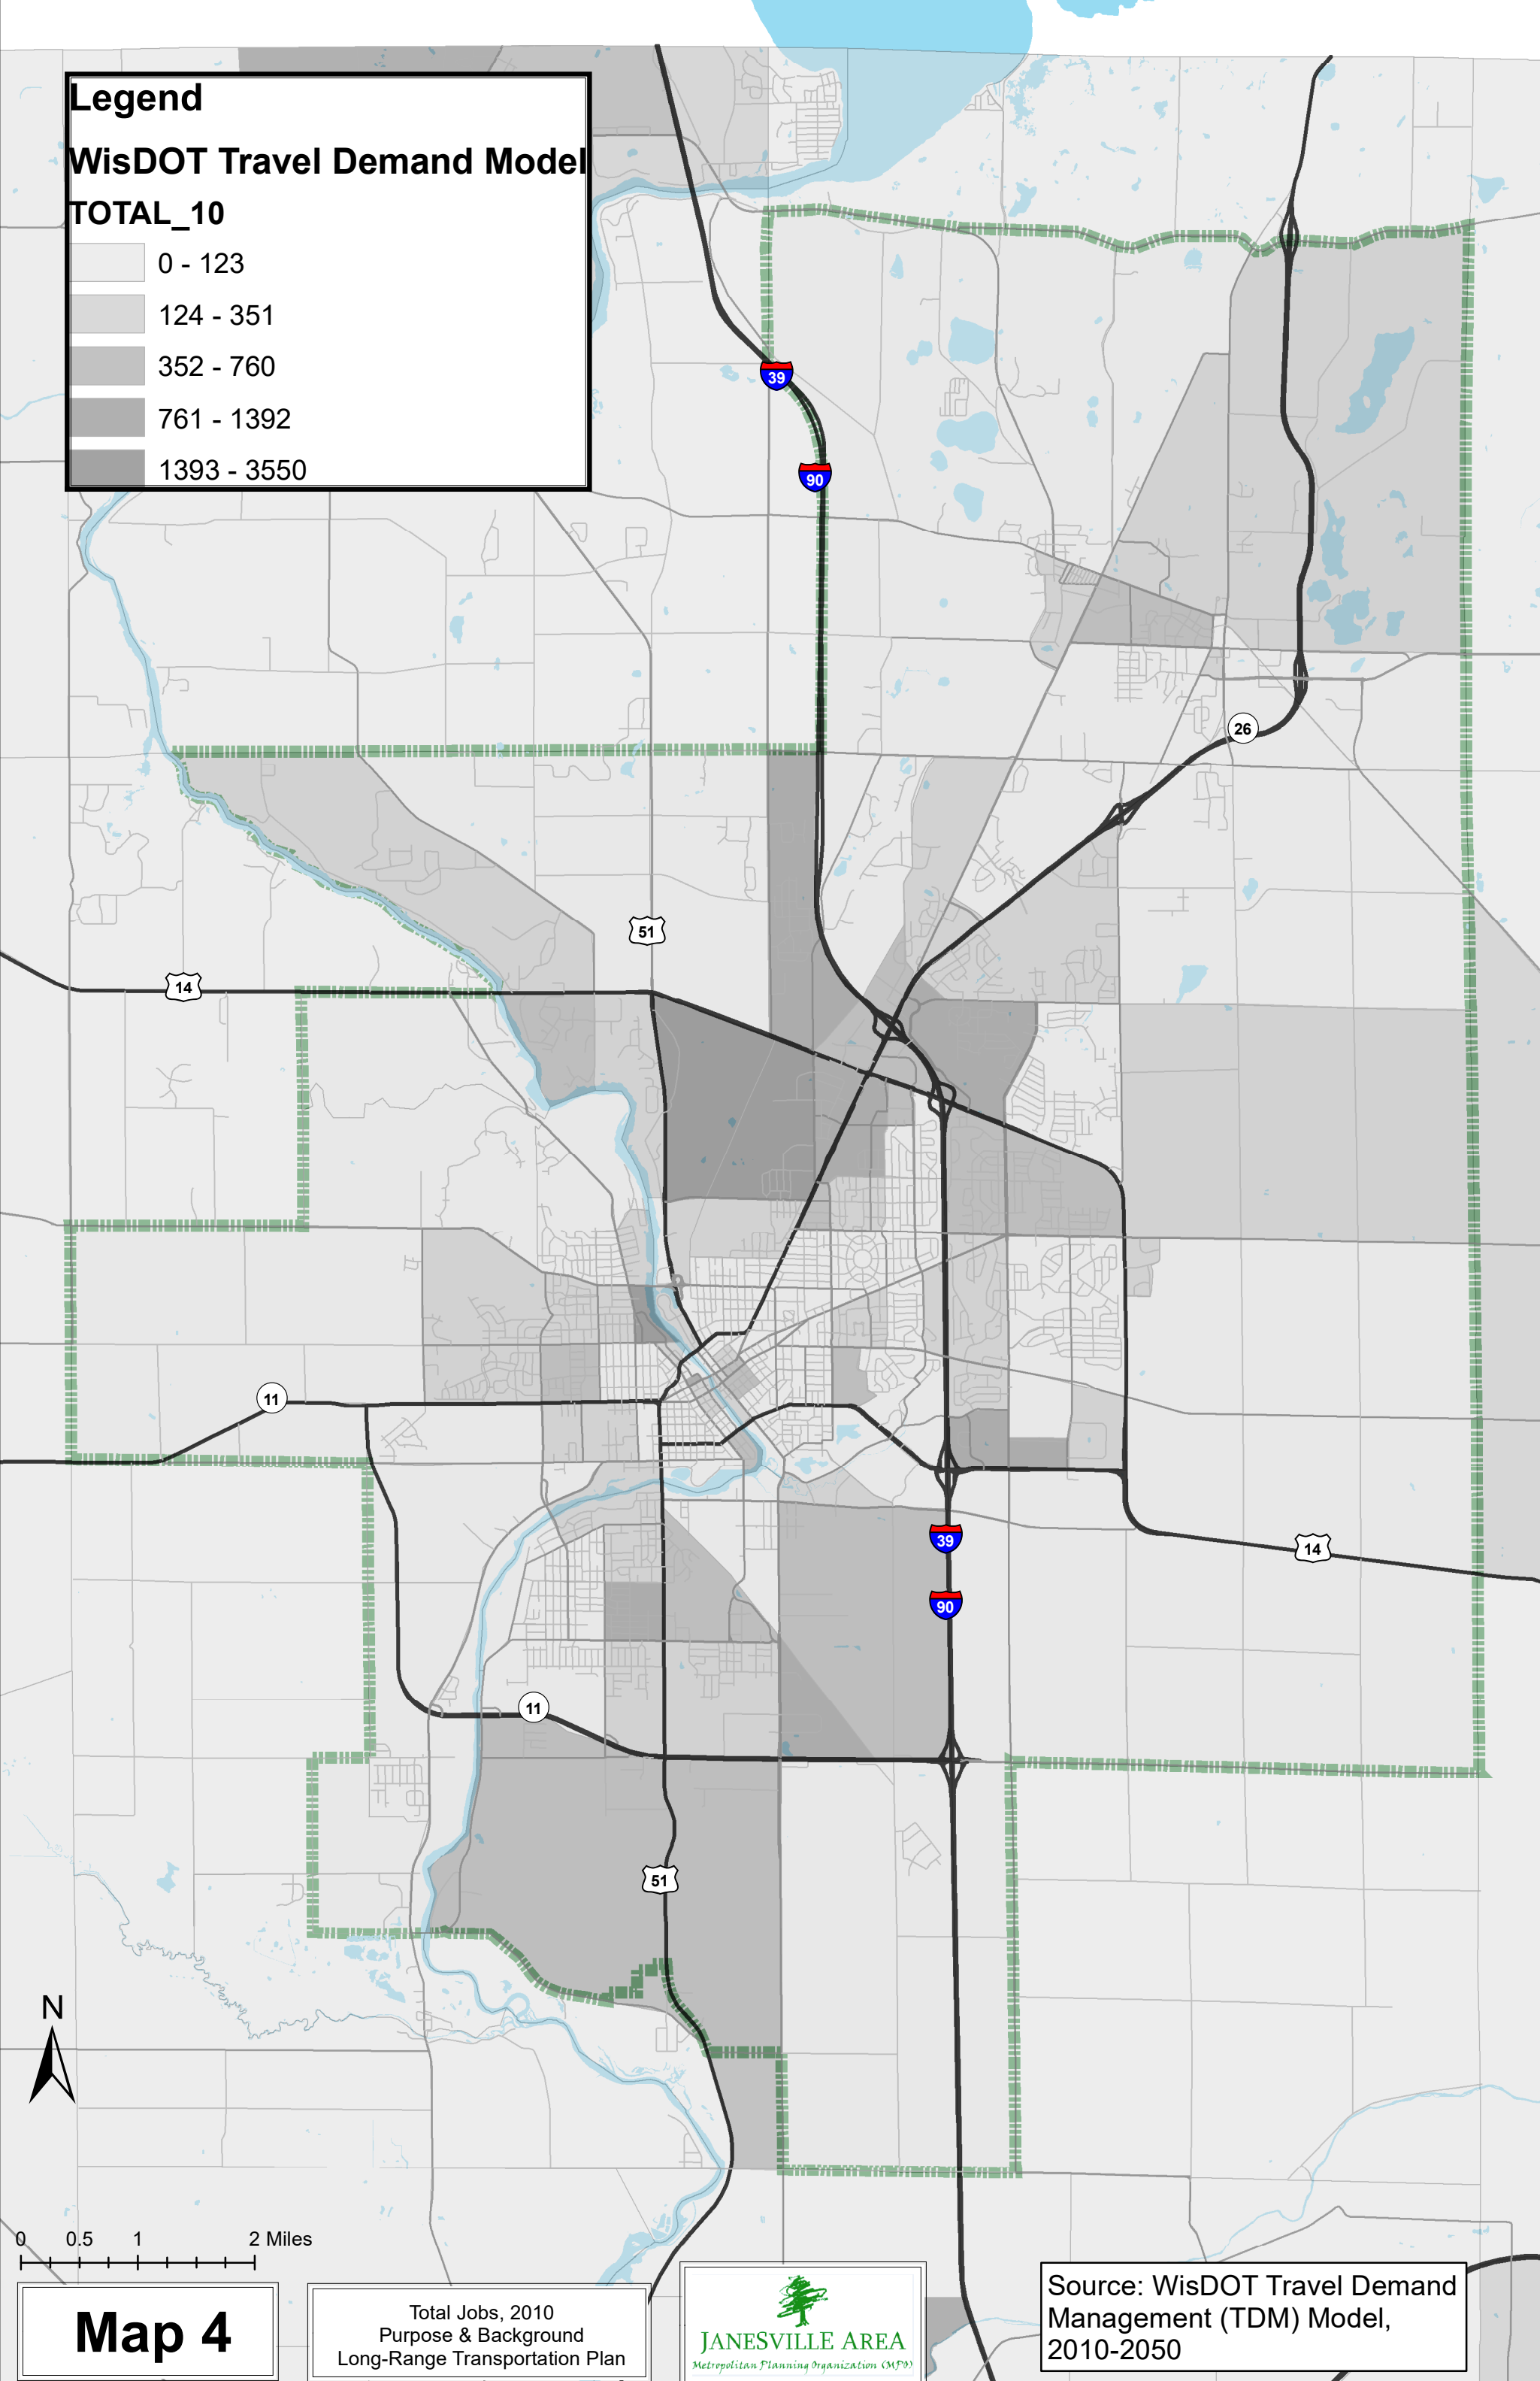 Legend
WisDOT Travel Demand Model
TOTAL_10
0 - 123
124 - 351
352 - 760
761 - 1392
1393 - 3550
39
90
26
51
14
11
39
14
90
11
51
N
0 0.5 1 2 Miles
Map 4
Total Jobs, 2010
Purpose & Background
Long-Range Transportation Plan
JANESVILLE AREA
Metropolitan Planning Organization (MPO)
Source: WisDOT Travel Demand
Management (TDM) Model,
2010-2050